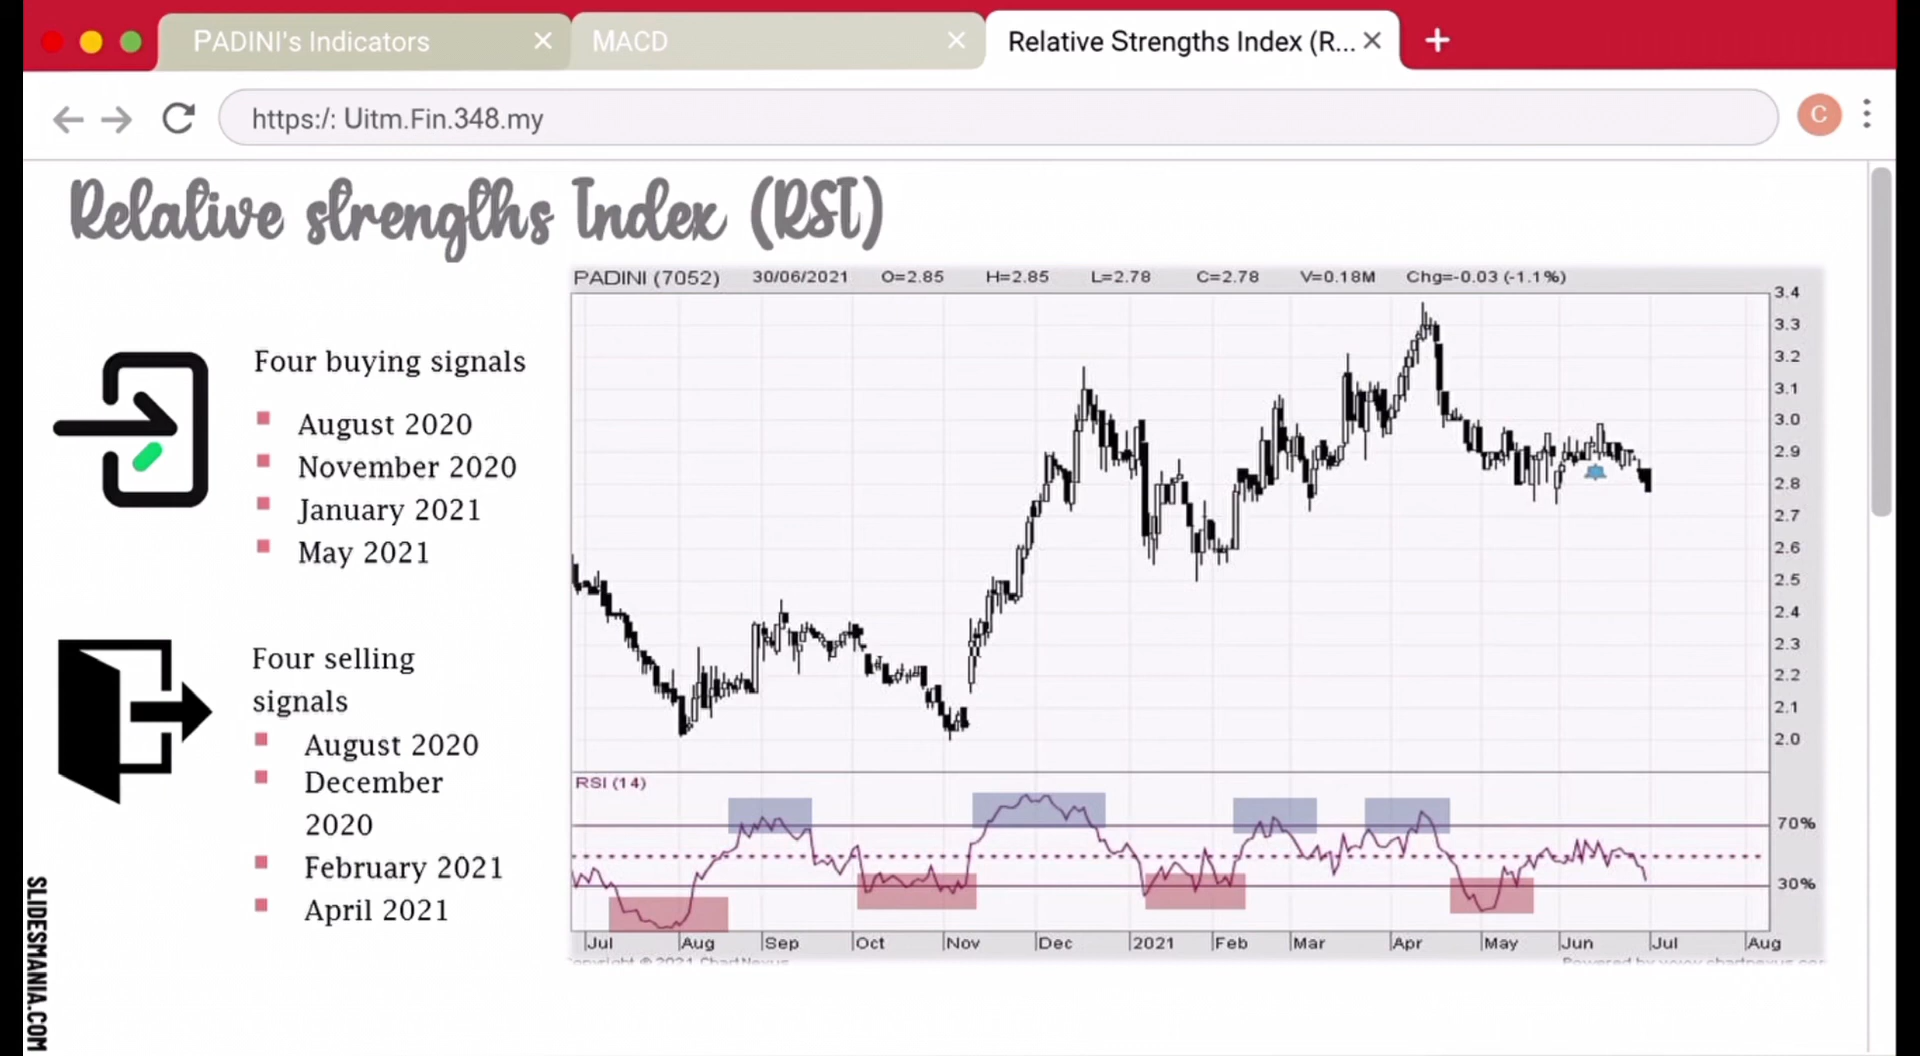 PADINI's Indicators
MACD
Relative Strengths Index (R...
https:/: Uitm.Fin.348.my
C
Relative strengths Index (RSI)
Four buying signals
August 2020
November 2020
January 2021
May 2021
Four selling
signals
August 2020
December
2020
February 2021
April 2021
PADINI (7052) 30/06/2021 O=2.85 H=2.85 L=2.78 C=2.78 V=0.18M Chg=-0.03 (-1.1%)
3.4
3.3
3.2
3.1
3.0
2.9
2.8
2.7
2.6
2.5
2.4
2.3
2.2
2.1
2.0
RSI (14)
70%
30%
Jul Aug Sep Oct Nov Dec 2021 Feb Mar Apr May Jun Jul Aug
SLIDESMANIA.COM